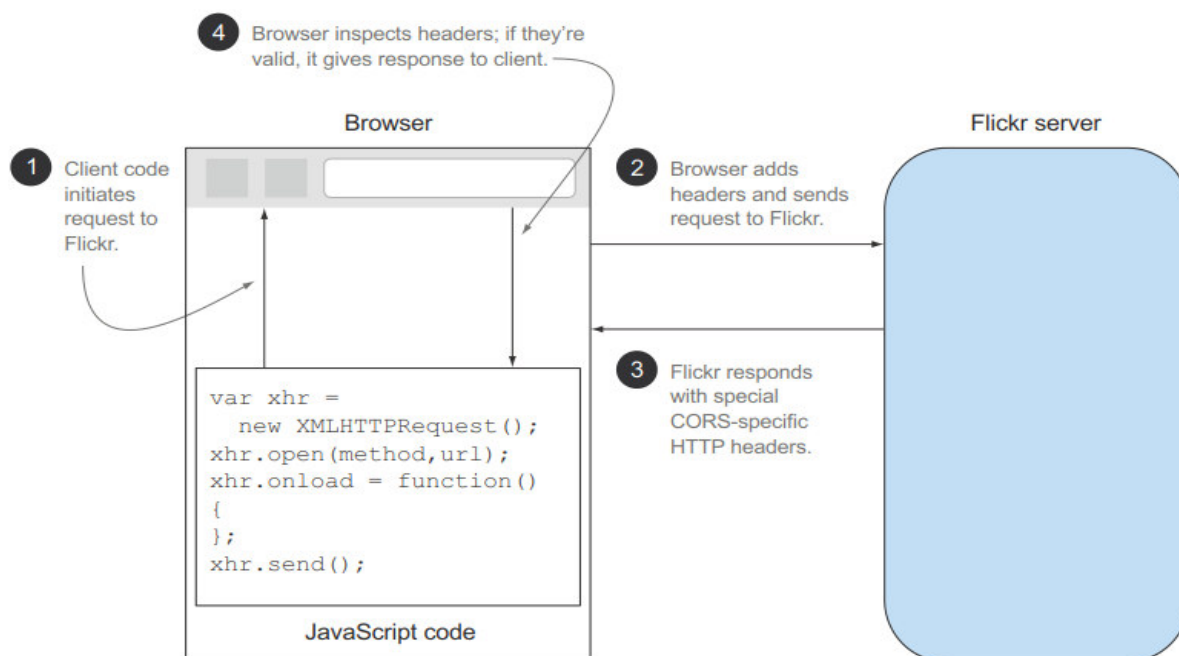 4
Browser inspects headers; if they're
valid, it gives response to client.
Browser
Flickr server
1
Client code
initiates
request to
Flickr.
2
Browser adds
headers and sends
request to Flickr.
3
Flickr responds
with special
CORS-specific
HTTP headers.
var xhr =
new XMLHTTPRequest();
xhr.open(method,url);
xhr.onload = function()
{
};
xhr.send();
JavaScript code